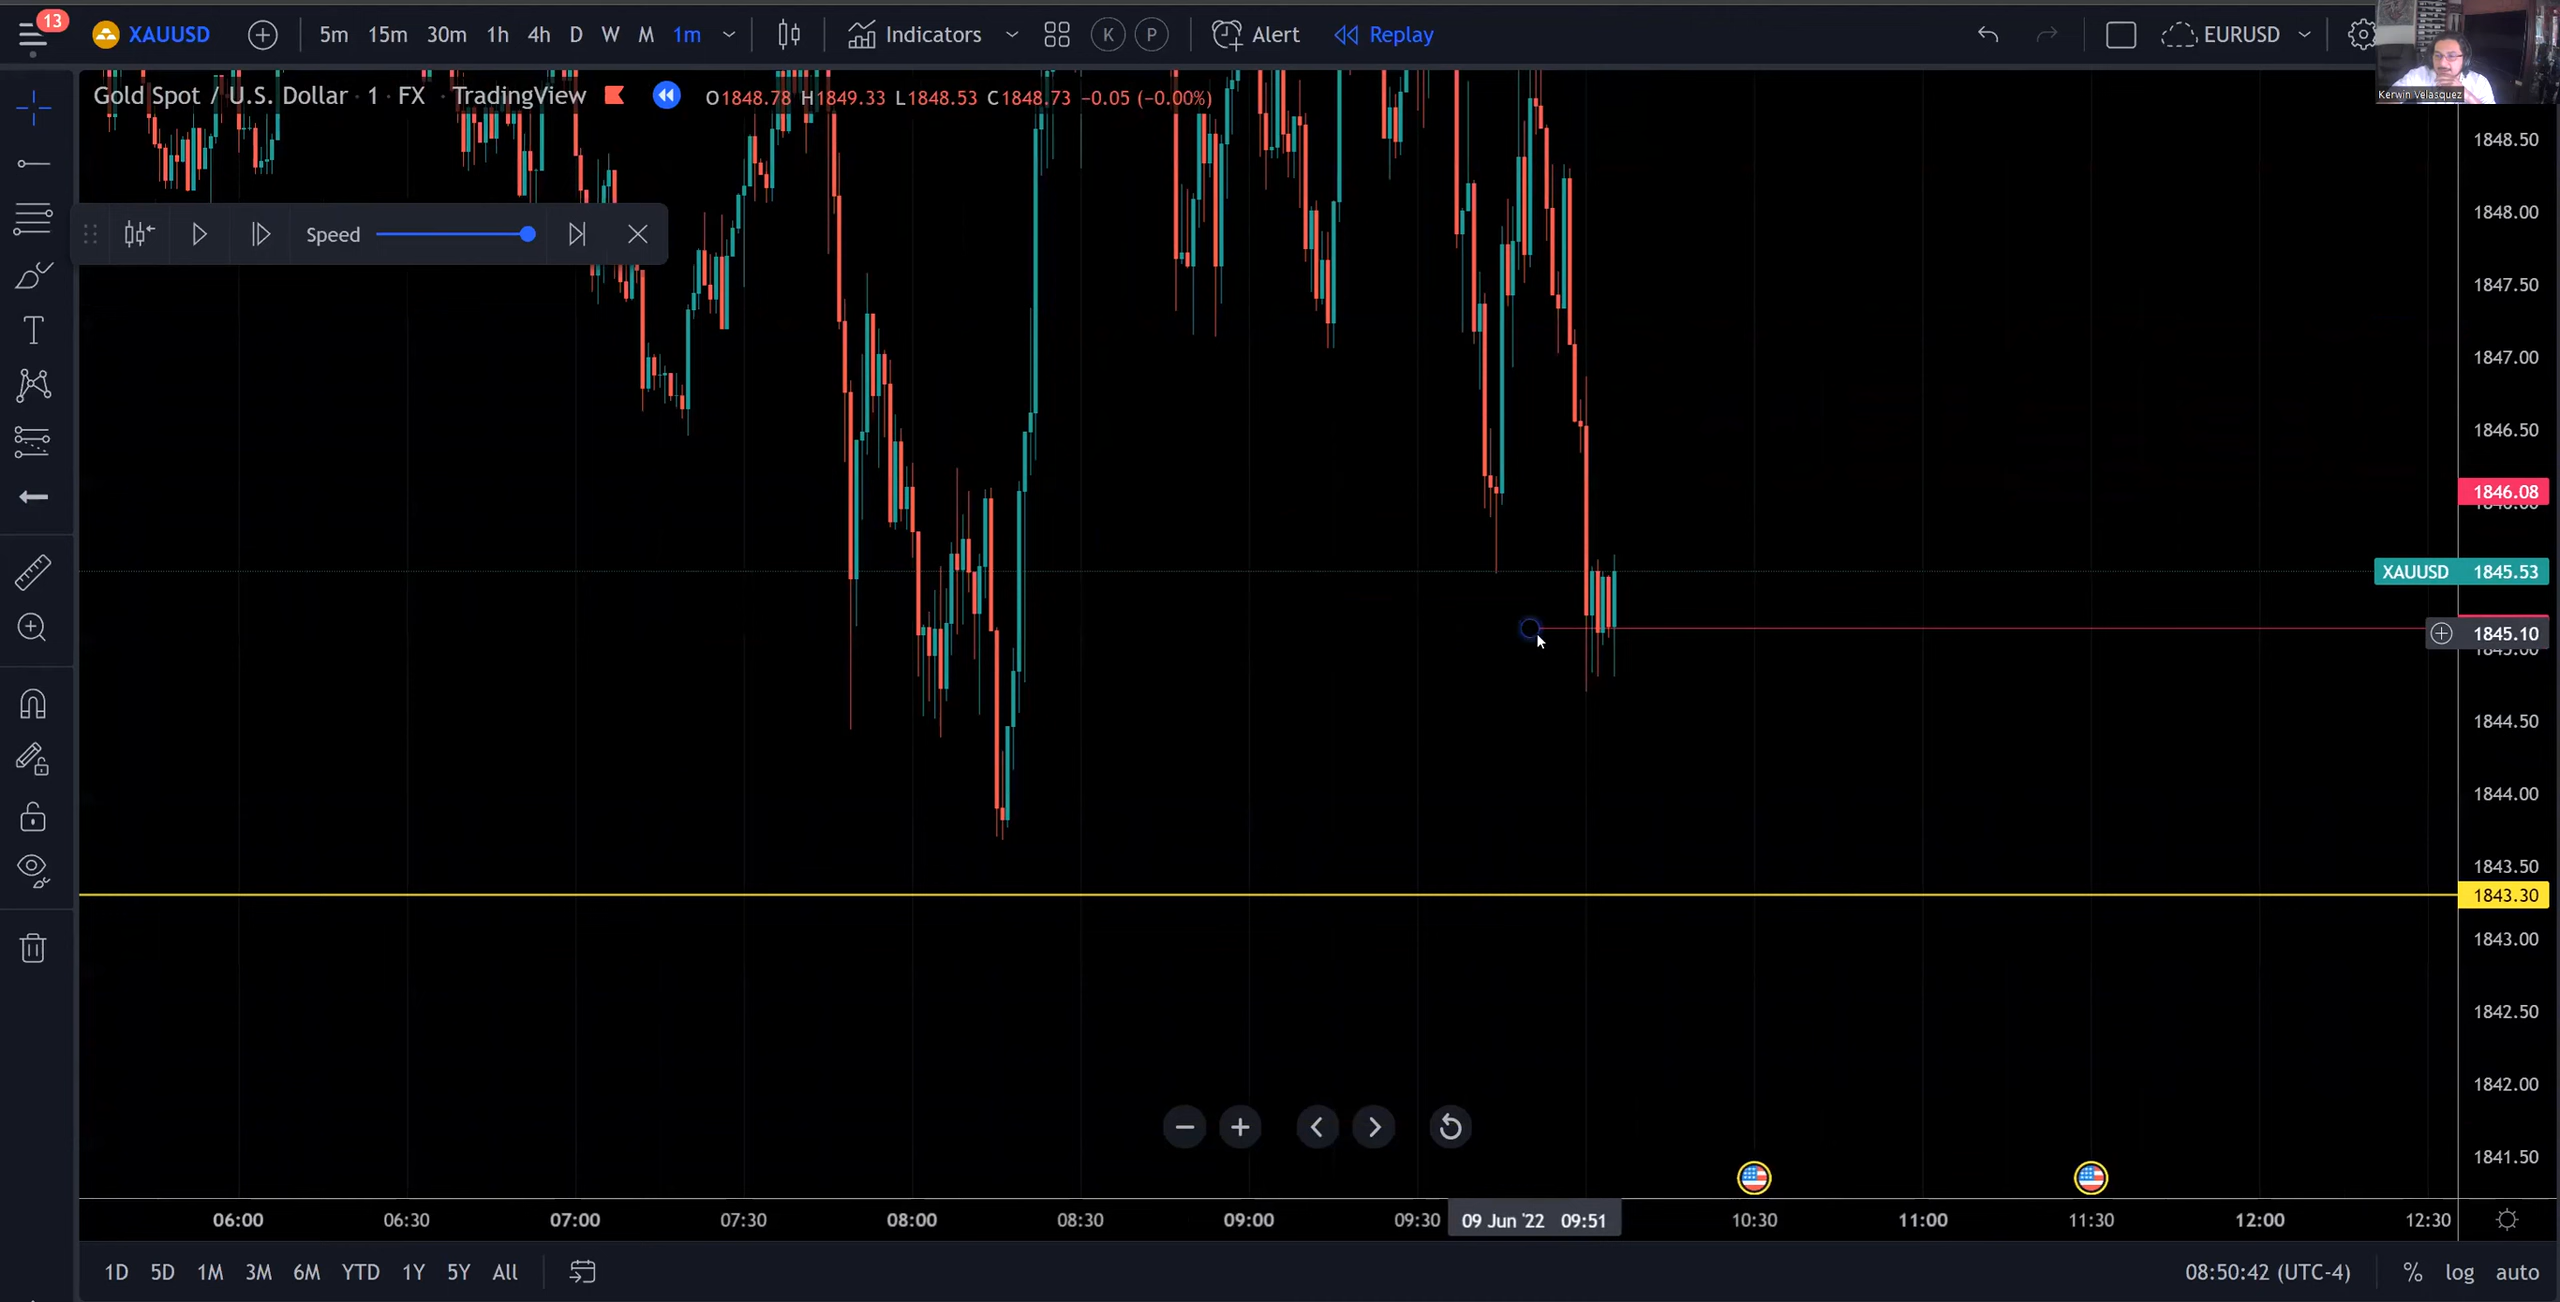 13
XAUUSD 5m 15m 30m 1h 4h D W M 1m Indicators K P Alert Replay EURUSD
Kerwin Velasquez
Gold Spot / U.S. Dollar · 1 · FX · TradingView O1848.78 H1849.33 L1848.53 C1848.73 −0.05 (−0.00%)
1848.50
1848.00
Speed
1847.50
1847.00
1846.50
1846.08
XAUUSD 1845.53
1845.10
1844.50
1844.00
1843.50
1843.30
1843.00
1842.50
1842.00
1841.50
06:00 06:30 07:00 07:30 08:00 08:30 09:00 09:30 09 Jun '22 09:51 10:30 11:00 11:30 12:00 12:30
1D 5D 1M 3M 6M YTD 1Y 5Y All 08:50:42 (UTC-4) % log auto